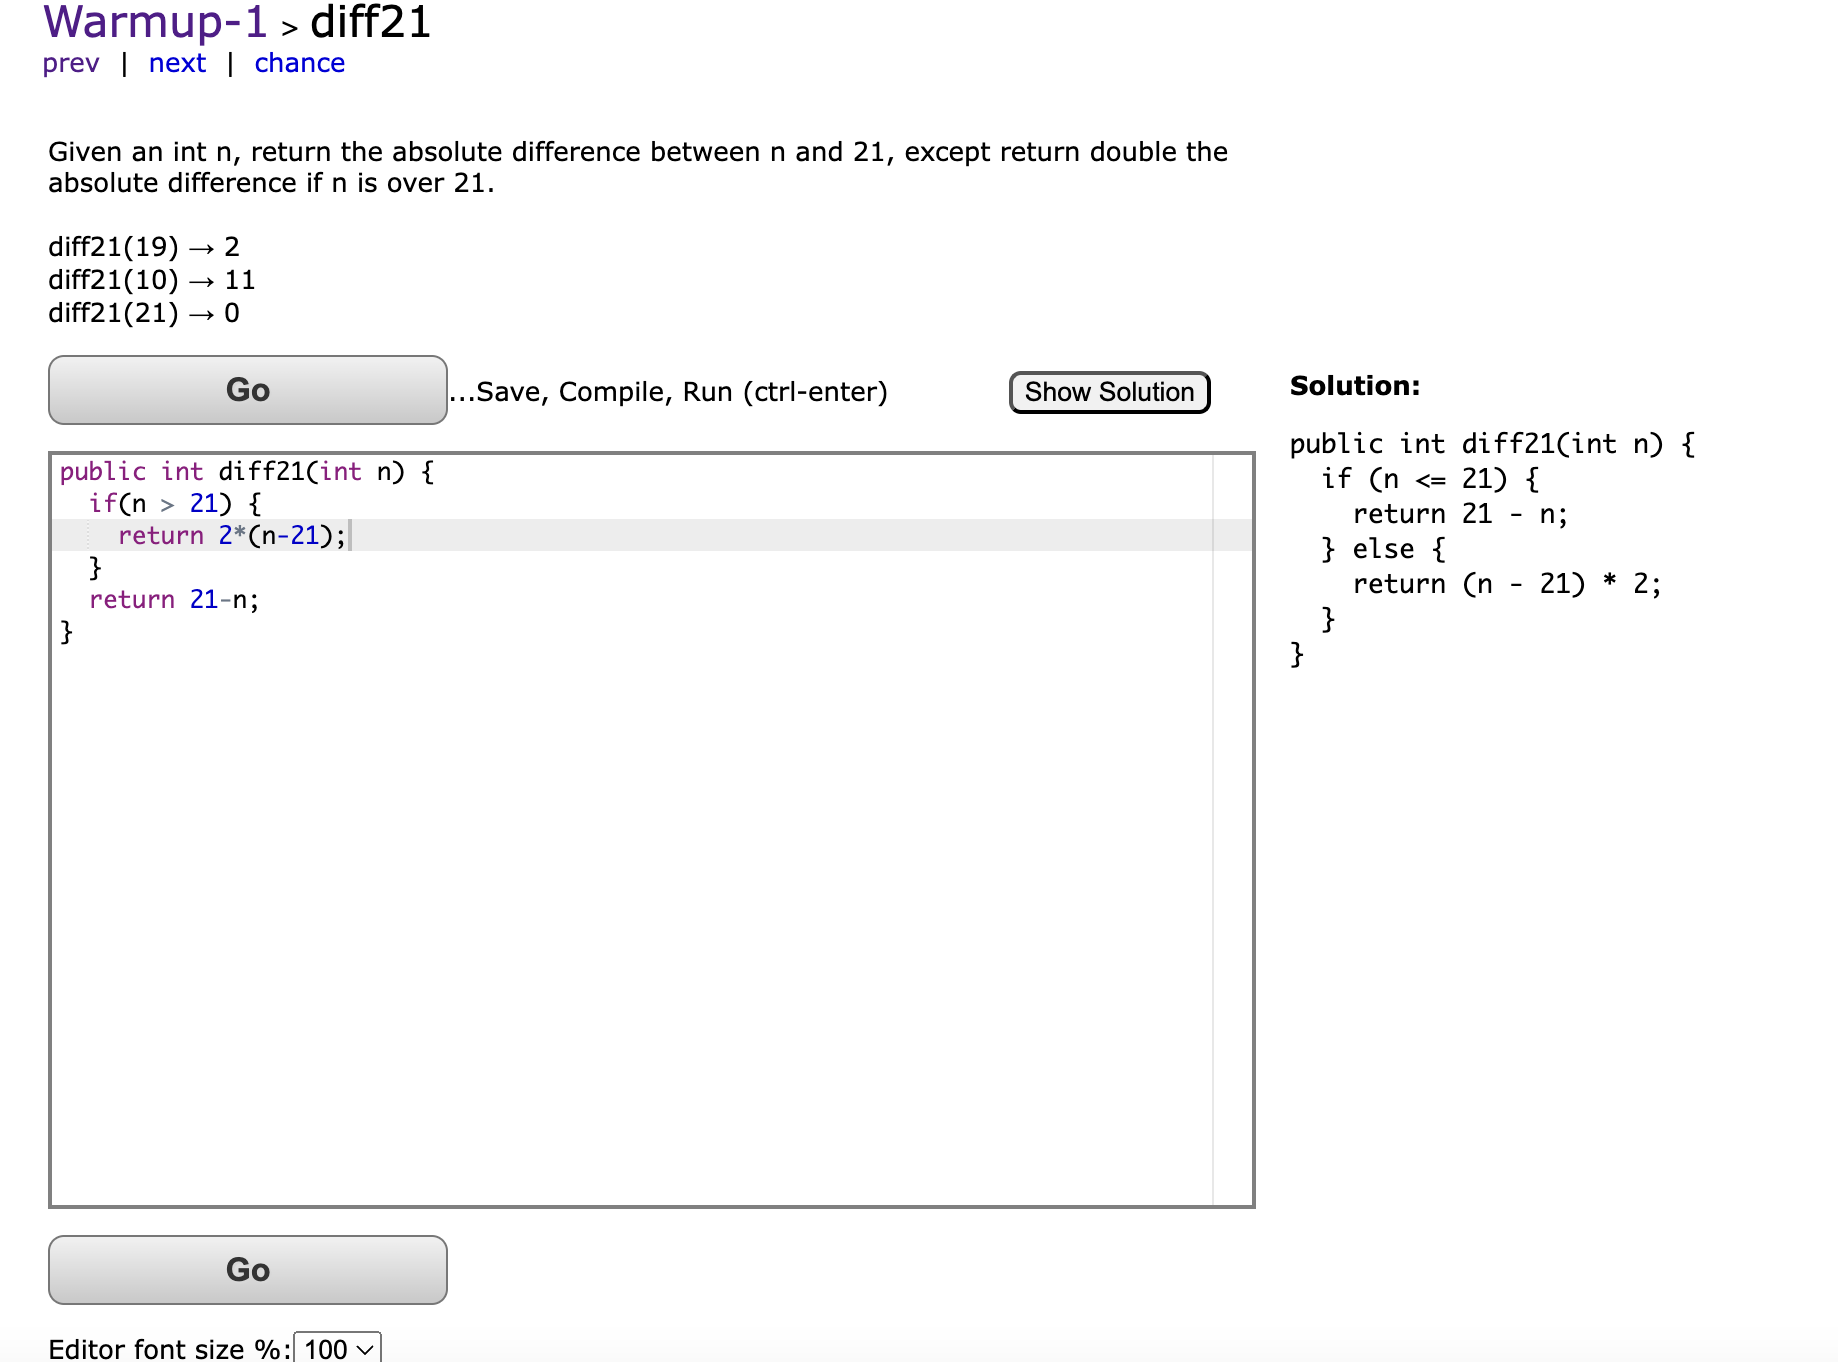 Warmup-1 > diff21
prev | next | chance
Given an int n, return the absolute difference between n and 21, except return double the
absolute difference if n is over 21.
diff21(19) → 2
diff21(10) → 11
diff21(21) → 0
Go ...Save, Compile, Run (ctrl-enter) Show Solution
public int diff21(int n) {
  if(n > 21) {
    return 2*(n-21);
  }
  return 21-n;
}
Solution:
public int diff21(int n) {
  if (n <= 21) {
    return 21 - n;
  } else {
    return (n - 21) * 2;
  }
}
Go
Editor font size %: 100